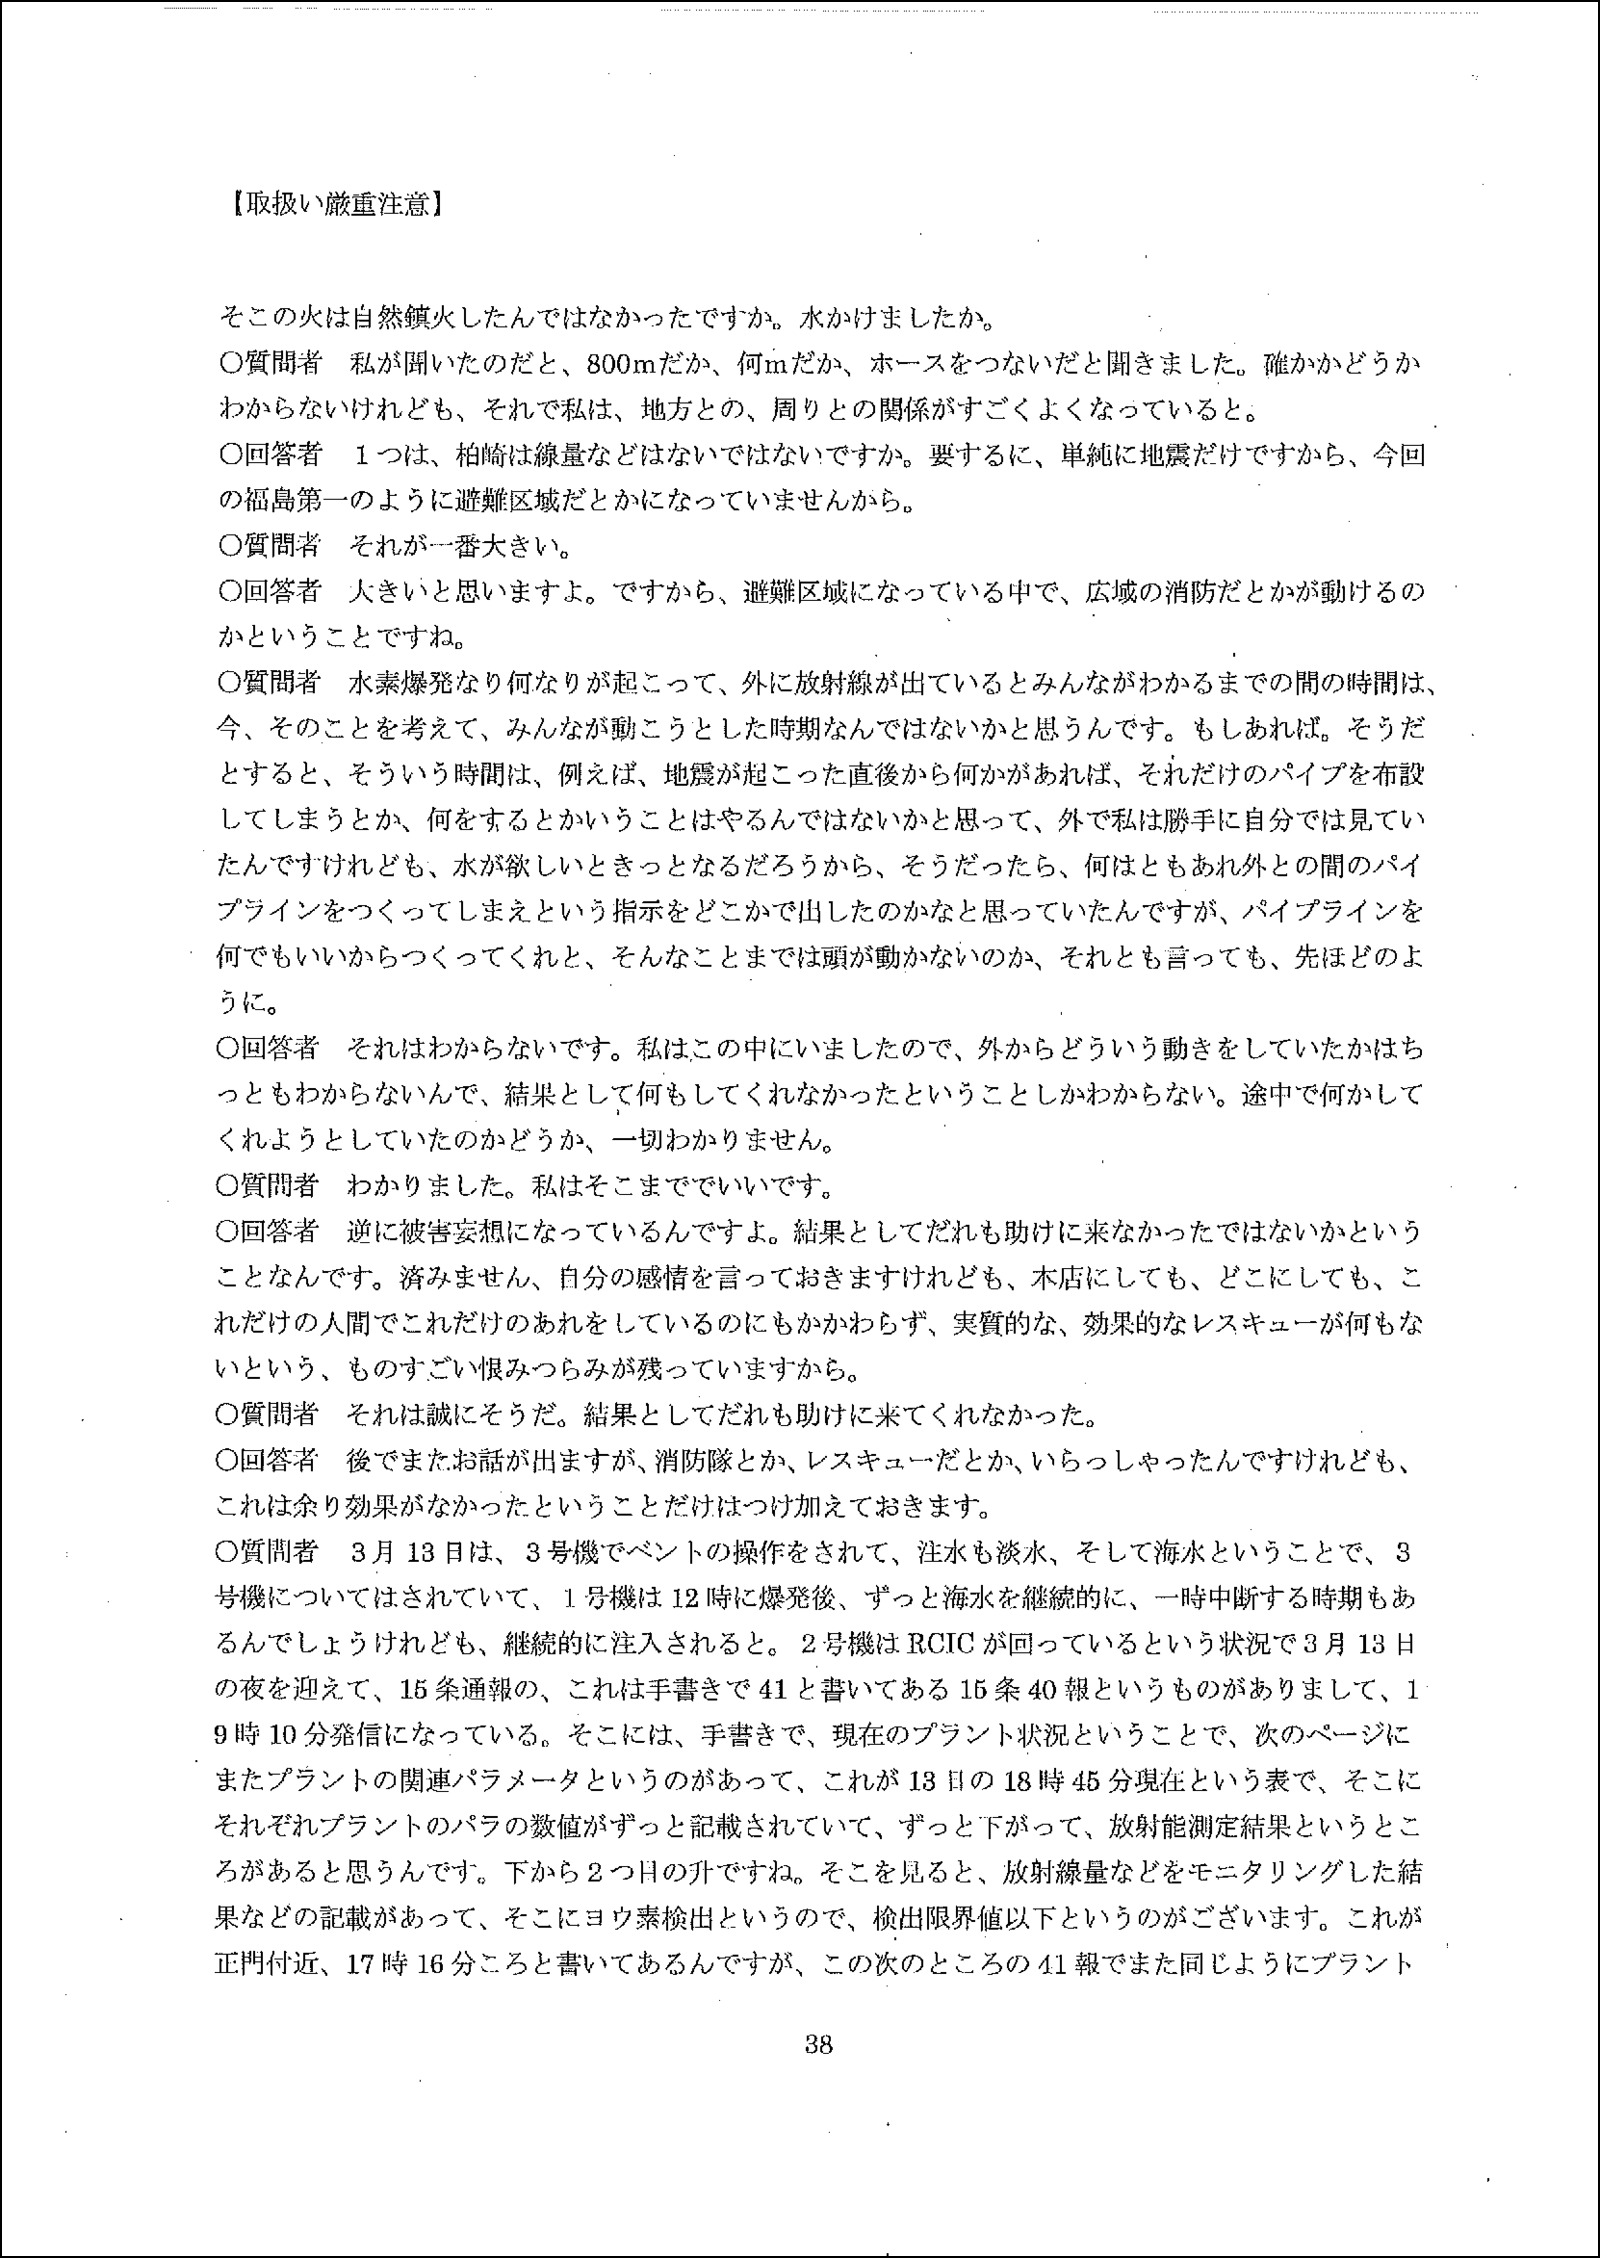 【取扱い厳重注意】
そこの火は自然鎮火したんではなかったですか。水かけましたか。
○質問者　私が聞いたのだと、800mだか、何mだか、ホースをつないだと聞きました。確かかどうか
わからないけれども、それで私は、地方との、周りとの関係がすごくよくなっていると。
○回答者　１つは、柏崎は線量などはないではないですか。要するに、単純に地震だけですから、今回
の福島第一のように避難区域だとかになっていませんから。
○質問者　それが一番大きい。
○回答者　大きいと思いますよ。ですから、避難区域になっている中で、広域の消防だとかが動けるの
かということですね。
○質問者　水素爆発なり何なりが起こって、外に放射線が出ているとみんながわかるまでの間の時間は、
今、そのことを考えて、みんなが動こうとした時期なんではないかと思うんです。もしあれば。そうだ
とすると、そういう時間は、例えば、地震が起こった直後から何かがあれば、それだけのパイプを布設
してしまうとか、何をするとかいうことはやるんではないかと思って、外で私は勝手に自分では見てい
たんですけれども、水が欲しいときっとなるだろうから、そうだったら、何はともあれ外との間のパイ
プラインをつくってしまえという指示をどこかで出したのかなと思っていたんですが、パイプラインを
何でもいいからつくってくれと、そんなことまでは頭が動かないのか、それとも言っても、先ほどのよ
うに。
○回答者　それはわからないです。私はこの中にいましたので、外からどういう動きをしていたかはち
っともわからないんで、結果として何もしてくれなかったということしかわからない。途中で何かして
くれようとしていたのかどうか、一切わかりません。
○質問者　わかりました。私はそこまででいいです。
○回答者　逆に被害妄想になっているんですよ。結果としてだれも助けに来なかったではないかという
ことなんです。済みません、自分の感情を言っておきますけれども、本店にしても、どこにしても、こ
れだけの人間でこれだけのあれをしているのにもかかわらず、実質的な、効果的なレスキューが何もな
いという、ものすごい恨みつらみが残っていますから。
○質問者　それは誠にそうだ。結果としてだれも助けに来てくれなかった。
○回答者　後でまたお話が出ますが、消防隊とか、レスキューだとか、いらっしゃったんですけれども、
これは余り効果がなかったということだけはつけ加えておきます。
○質問者　３月 13 日は、３号機でベントの操作をされて、注水も淡水、そして海水ということで、３
号機についてはされていて、１号機は 12 時に爆発後、ずっと海水を継続的に、一時中断する時期もあ
るんでしょうけれども、継続的に注入されると。２号機は RCIC が回っているという状況で３月 13 日
の夜を迎えて、15 条通報の、これは手書きで 41 と書いてある 15 条 40 報というものがありまして、１
９時 10 分発信になっている。そこには、手書きで、現在のプラント状況ということで、次のページに
またプラントの関連パラメータというのがあって、これが 13 日の 18 時 45 分現在という表で、そこに
それぞれプラントのパラの数値がずっと記載されていて、ずっと下がって、放射能測定結果というとこ
ろがあると思うんです。下から２つ目の升ですね。そこを見ると、放射線量などをモニタリングした結
果などの記載があって、そこにヨウ素検出というので、検出限界値以下というのがございます。これが
正門付近、17 時 16 分ころと書いてあるんですが、この次のところの 41 報でまた同じようにプラント
38